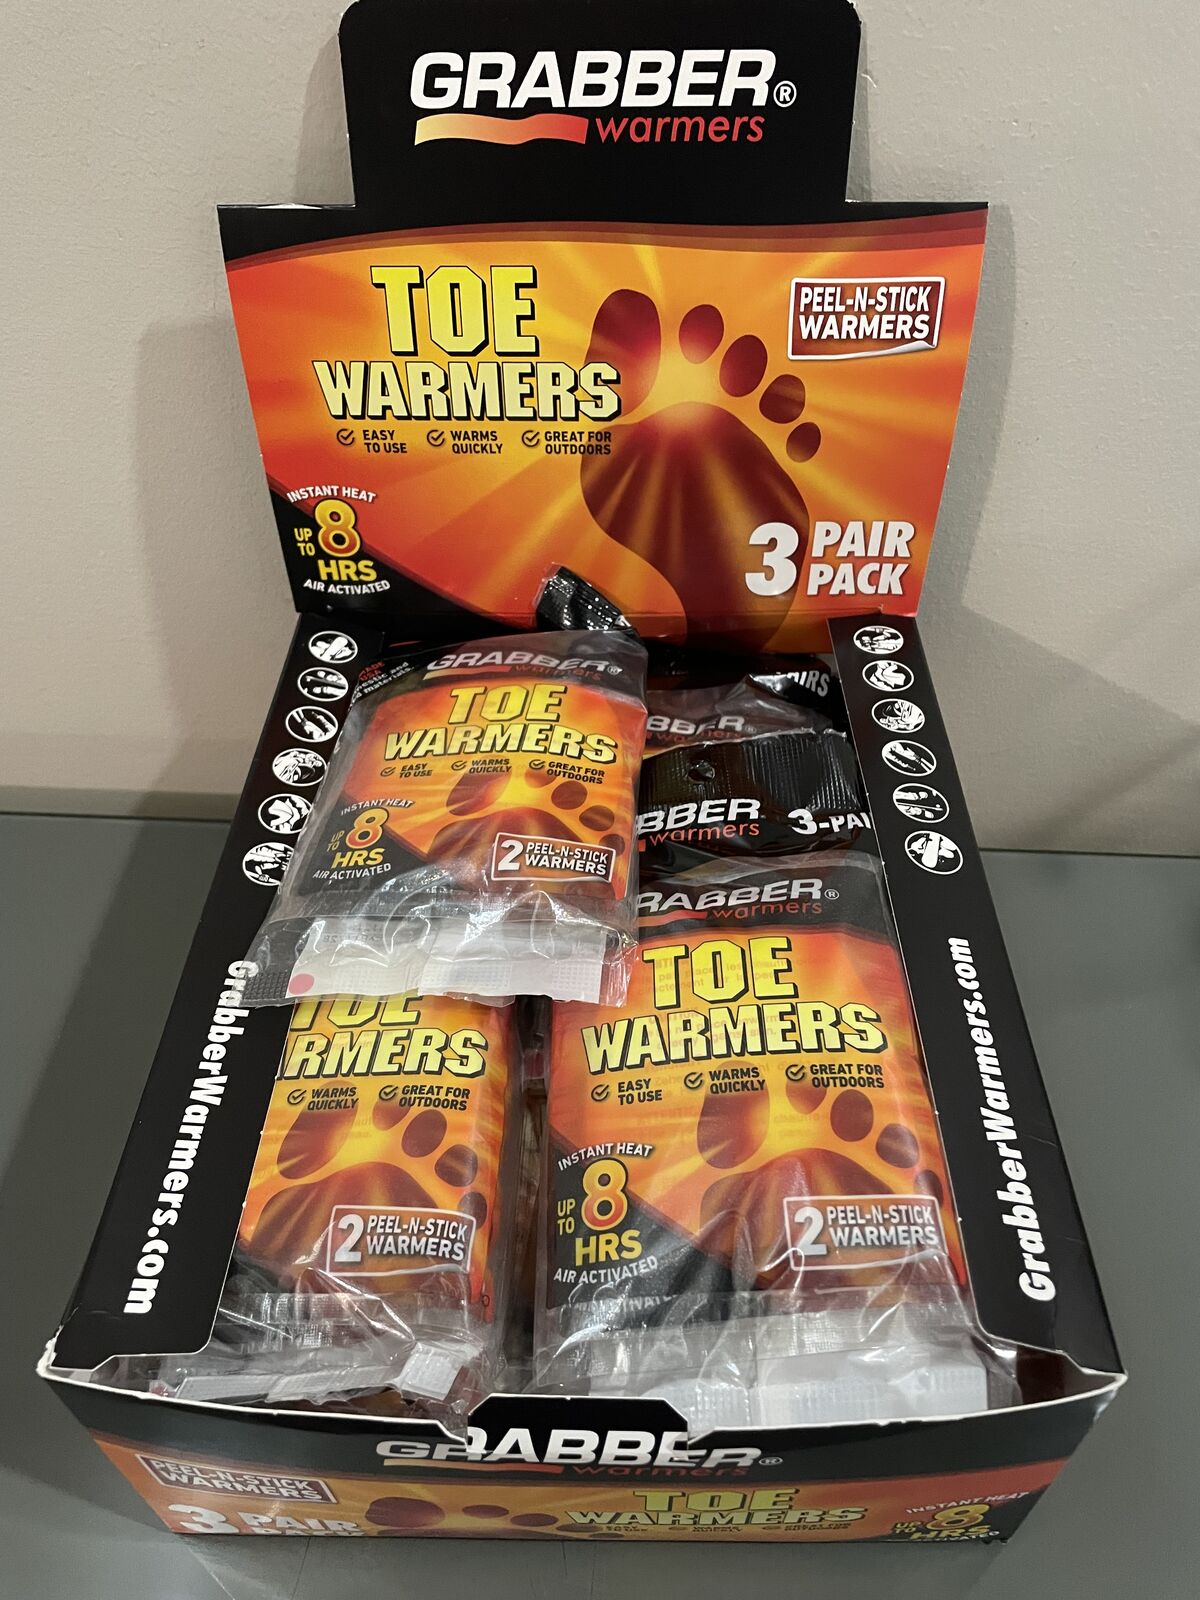 GRABBER®
warmers
TOE
WARMERS
PEEL-N-STICK
WARMERS
EASY
TO USE
WARMS
QUICKLY
GREAT FOR
OUTDOORS
INSTANT HEAT
UP
TO
8
HRS
AIR ACTIVATED
3 PAIR
PACK
GRABBER®
warmers
TOE
WARMERS
EASY
TO USE
WARMS
QUICKLY
GREAT FOR
OUTDOORS
INSTANT HEAT
UP
TO
8
HRS
AIR ACTIVATED
2 PEEL-N-STICK
WARMERS
BBER
warmers
3-PAI
RABBER®
warmers
TOE
WARMERS
EASY
TO USE
WARMS
QUICKLY
GREAT FOR
OUTDOORS
INSTANT HEAT
UP
TO
8
HRS
AIR ACTIVATED
2 PEEL-N-STICK
WARMERS
TOE
RMERS
WARMS
QUICKLY
GREAT FOR
OUTDOORS
2 PEEL-N-STICK
WARMERS
GrabberWarmers.com
GrabberWarmers.com
GRABBER®
warmers
PEEL-N-STICK
WARMERS
3 PAIR
TOE
WARMERS
INSTANT HEAT
UP
TO
8
HRS
ACTIVATED